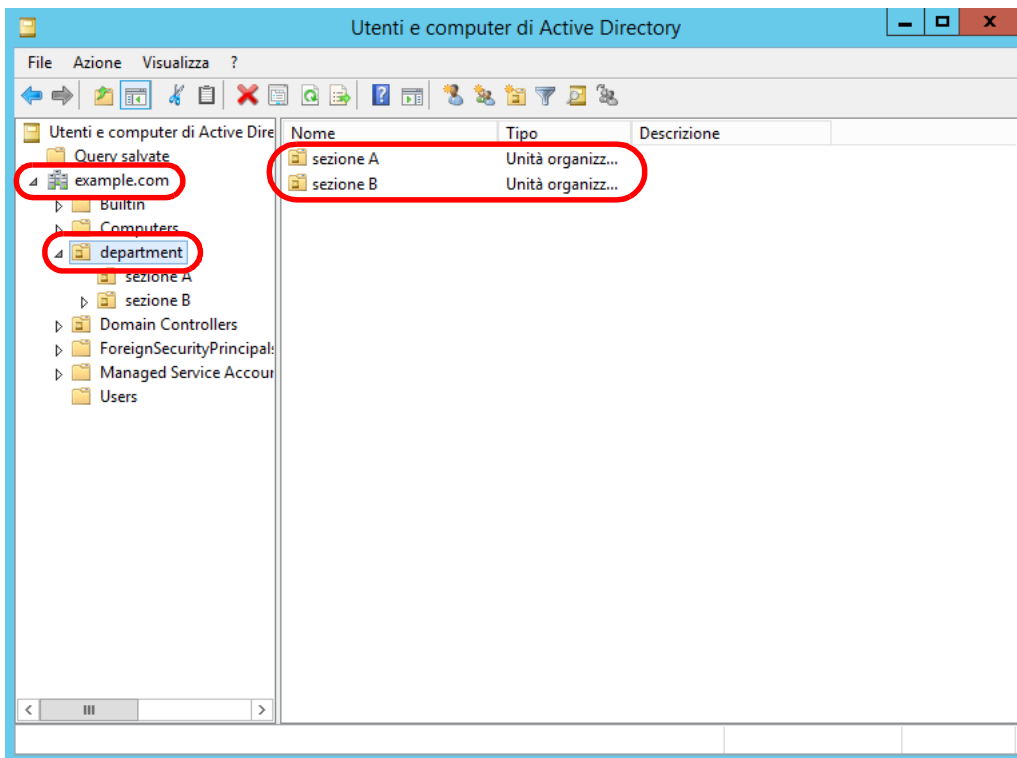 Utenti e computer di Active Directory
File Azione Visualizza ?
Utenti e computer di Active Dire
Query salvate
example.com
Builtin
Computers
department
sezione A
sezione B
Domain Controllers
ForeignSecurityPrincipals
Managed Service Accour
Users
Nome Tipo Descrizione
sezione A Unità organizz...
sezione B Unità organizz...